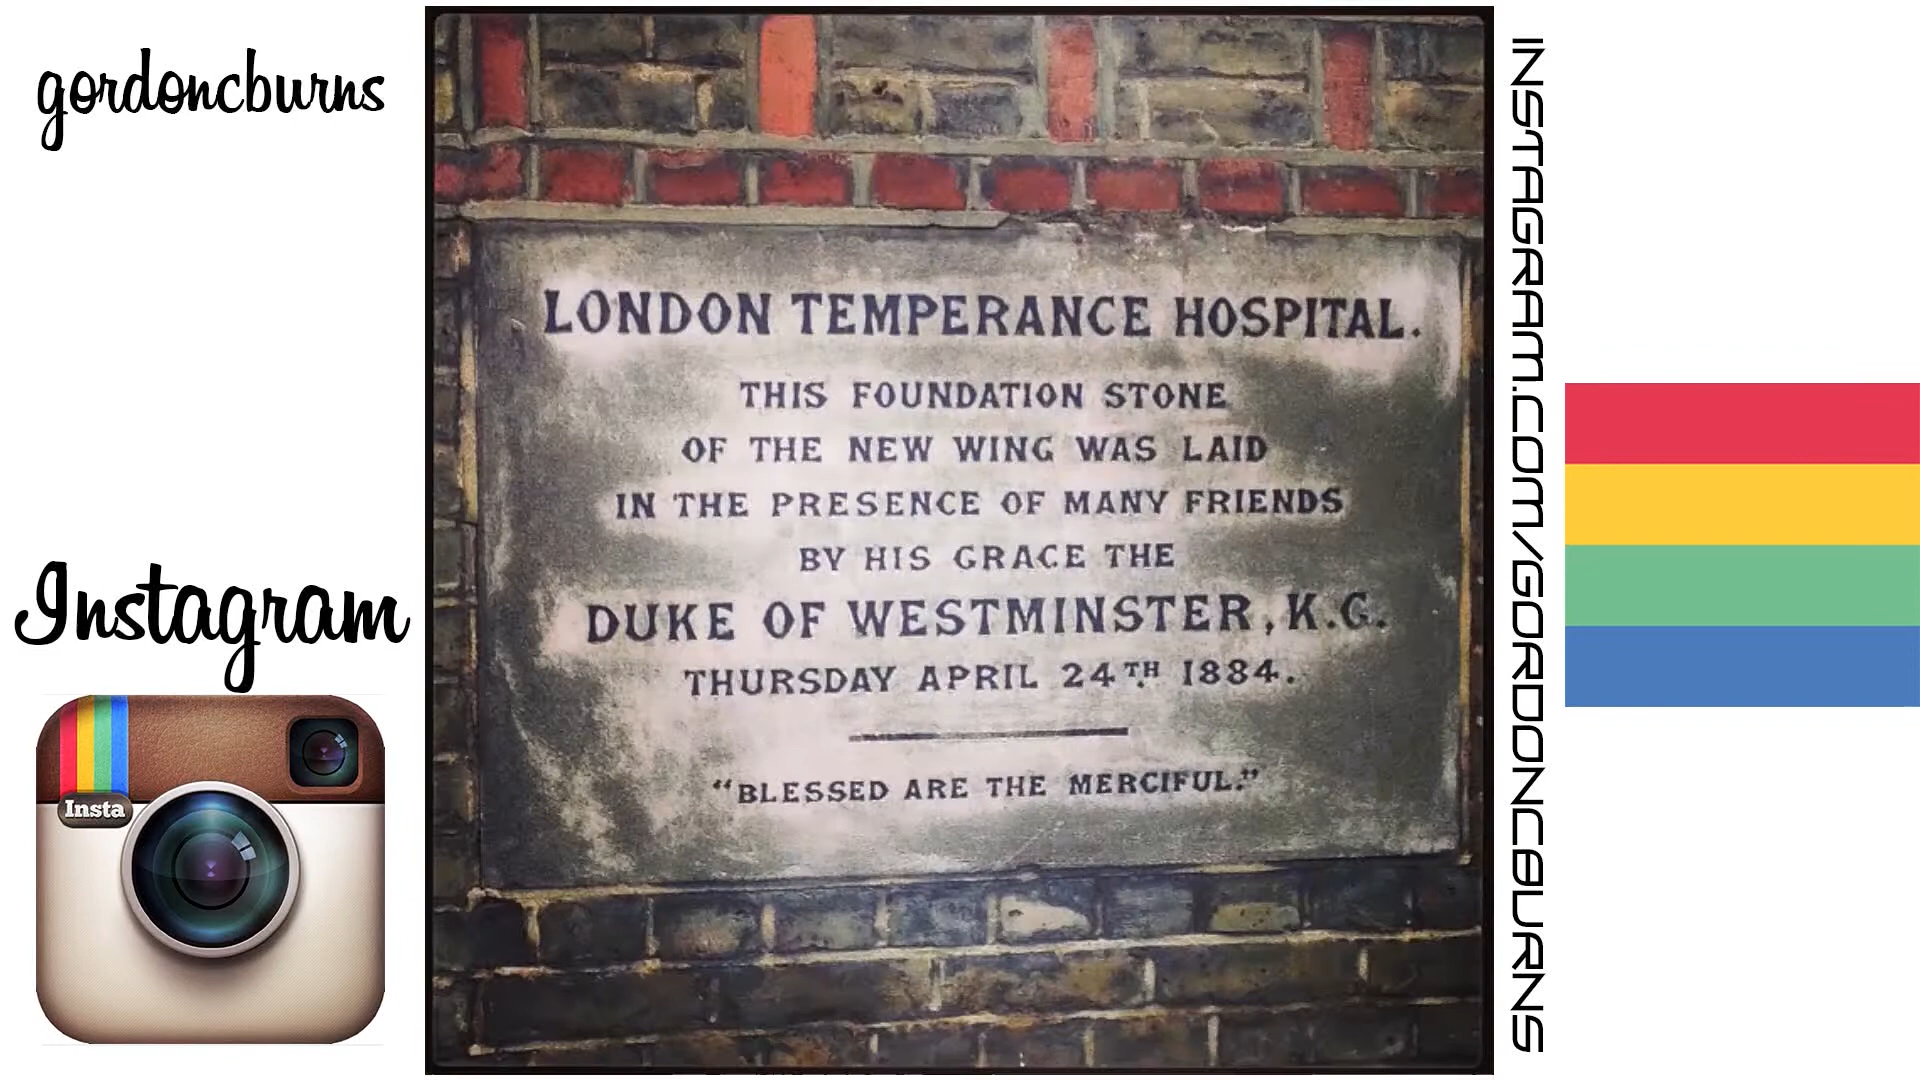 gordoncburns
Instagram
Insta
LONDON TEMPERANCE HOSPITAL.
THIS FOUNDATION STONE
OF THE NEW WING WAS LAID
IN THE PRESENCE OF MANY FRIENDS
BY HIS GRACE THE
DUKE OF WESTMINSTER, K.G.
THURSDAY APRIL 24TH 1884.
"BLESSED ARE THE MERCIFUL."
INSTAGRAM.COM/GORDONCBURNS